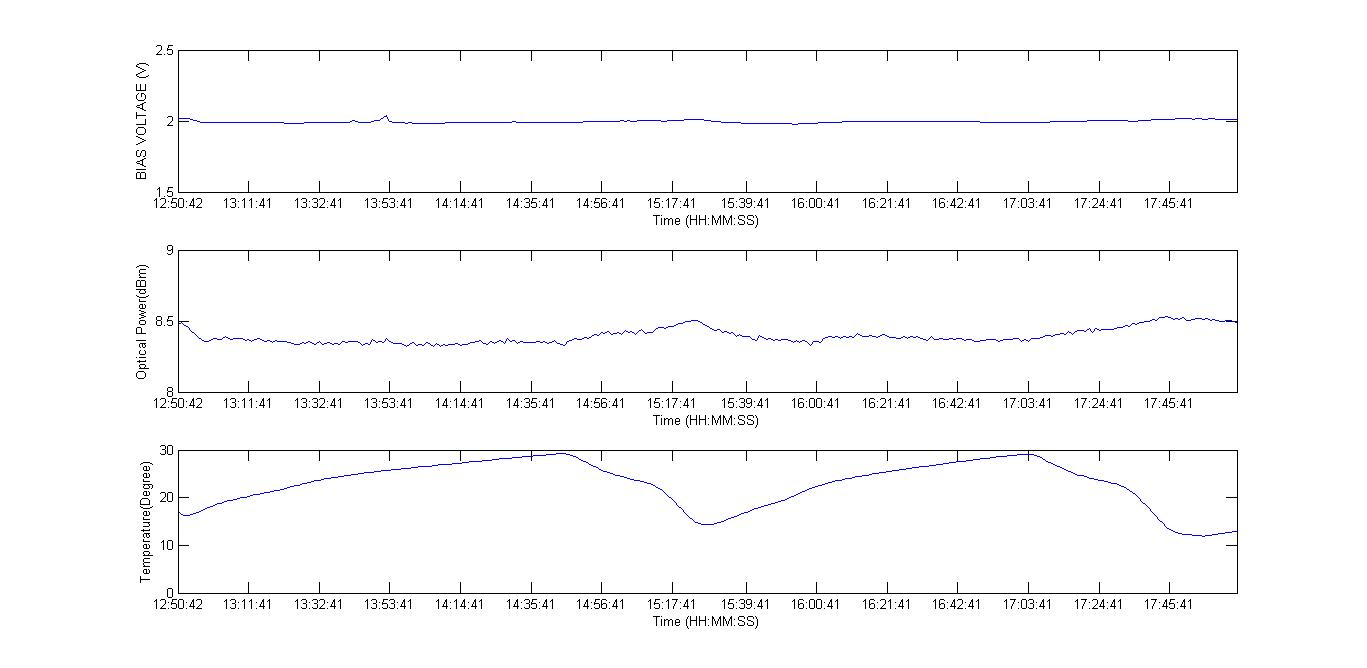 2.5
2
1.5
BIAS VOLTAGE (V)
12:50:42 13:11:41 13:32:41 13:53:41 14:14:41 14:35:41 14:56:41 15:17:41 15:39:41 16:00:41 16:21:41 16:42:41 17:03:41 17:24:41 17:45:41
Time (HH:MM:SS)
9
8.5
8
Optical Power(dBm)
12:50:42 13:11:41 13:32:41 13:53:41 14:14:41 14:35:41 14:56:41 15:17:41 15:39:41 16:00:41 16:21:41 16:42:41 17:03:41 17:24:41 17:45:41
Time (HH:MM:SS)
30
20
10
0
Temperature(Degree)
12:50:42 13:11:41 13:32:41 13:53:41 14:14:41 14:35:41 14:56:41 15:17:41 15:39:41 16:00:41 16:21:41 16:42:41 17:03:41 17:24:41 17:45:41
Time (HH:MM:SS)